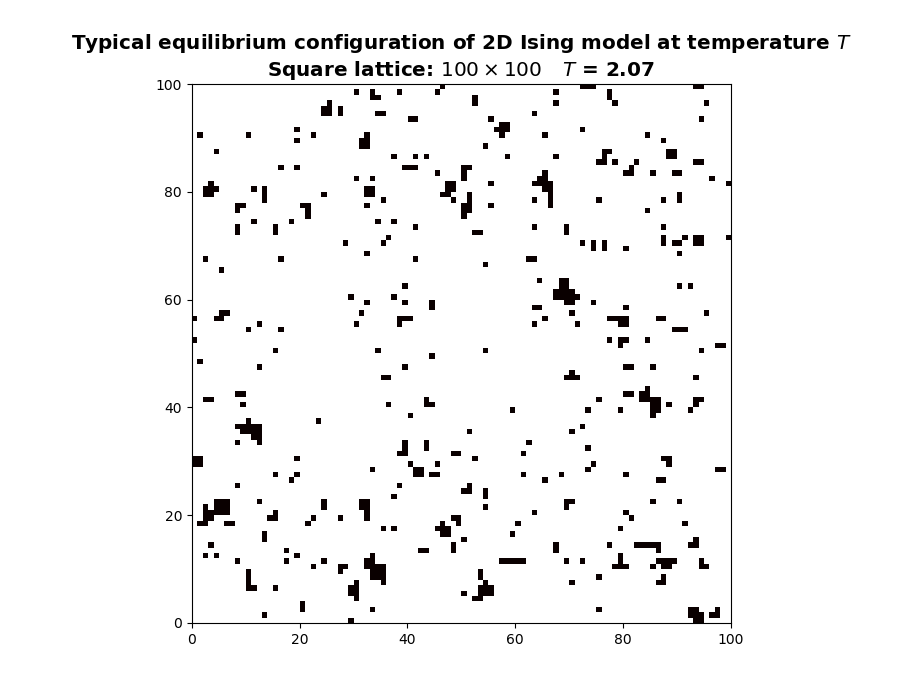 Typical equilibrium configuration of 2D Ising model at temperature T
Square lattice: 100 × 100 T = 2.07
100
80
60
40
20
0
0 20 40 60 80 100